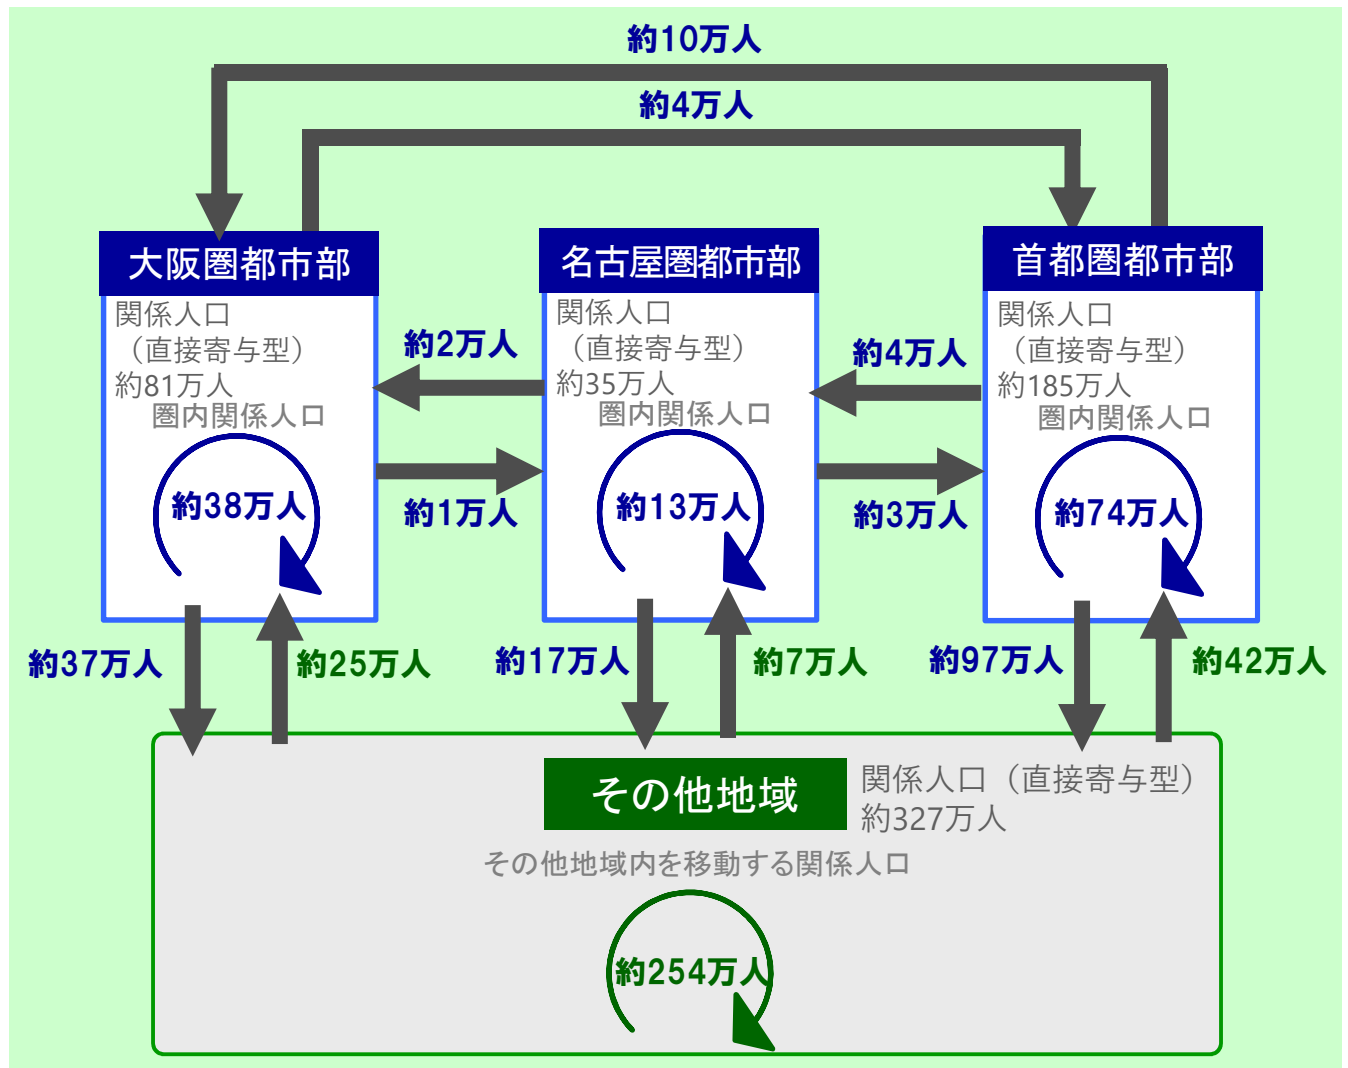 約10万人
約4万人
大阪圏都市部
関係人口
（直接寄与型）
約81万人
圏内関係人口
約38万人
約2万人
約1万人
名古屋圏都市部
関係人口
（直接寄与型）
約35万人
圏内関係人口
約13万人
約4万人
約3万人
首都圏都市部
関係人口
（直接寄与型）
約185万人
圏内関係人口
約74万人
約37万人
約25万人
約17万人
約7万人
約97万人
約42万人
その他地域
関係人口（直接寄与型）
約327万人
その他地域内を移動する関係人口
約254万人